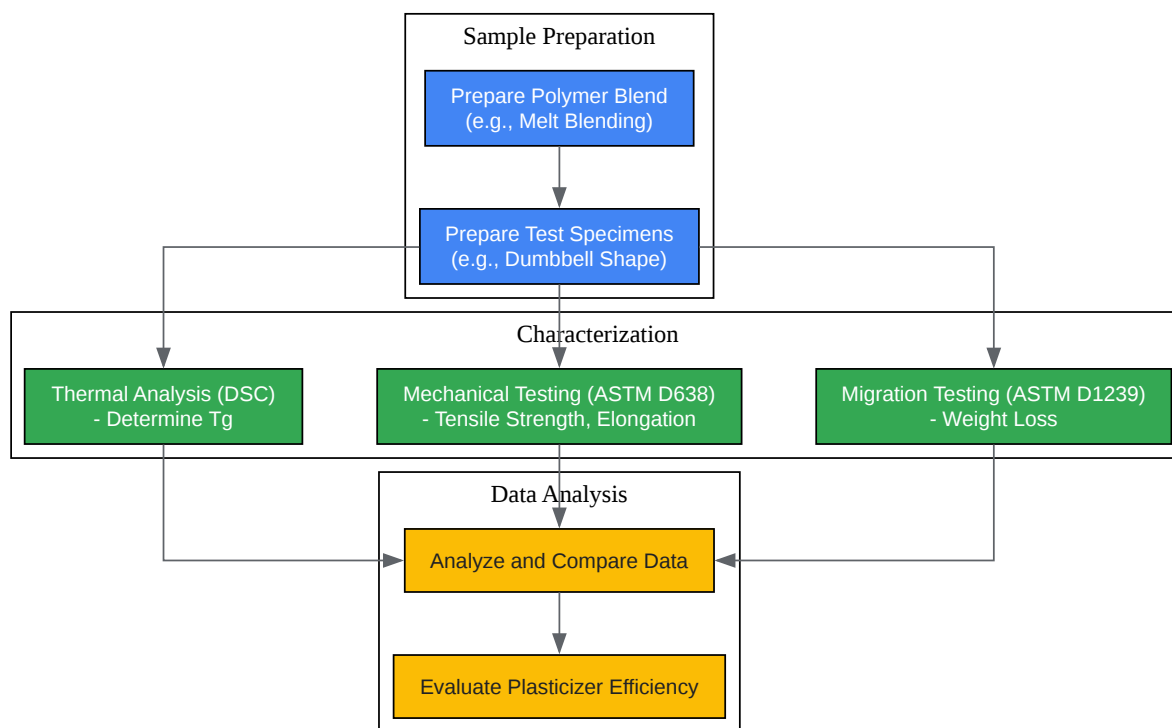 Sample Preparation
Prepare Polymer Blend
(e.g., Melt Blending)
Prepare Test Specimens
(e.g., Dumbbell Shape)
Characterization
Thermal Analysis (DSC)
- Determine Tg
Mechanical Testing (ASTM D638)
- Tensile Strength, Elongation
Migration Testing (ASTM D1239)
- Weight Loss
Data Analysis
Analyze and Compare Data
Evaluate Plasticizer Efficiency